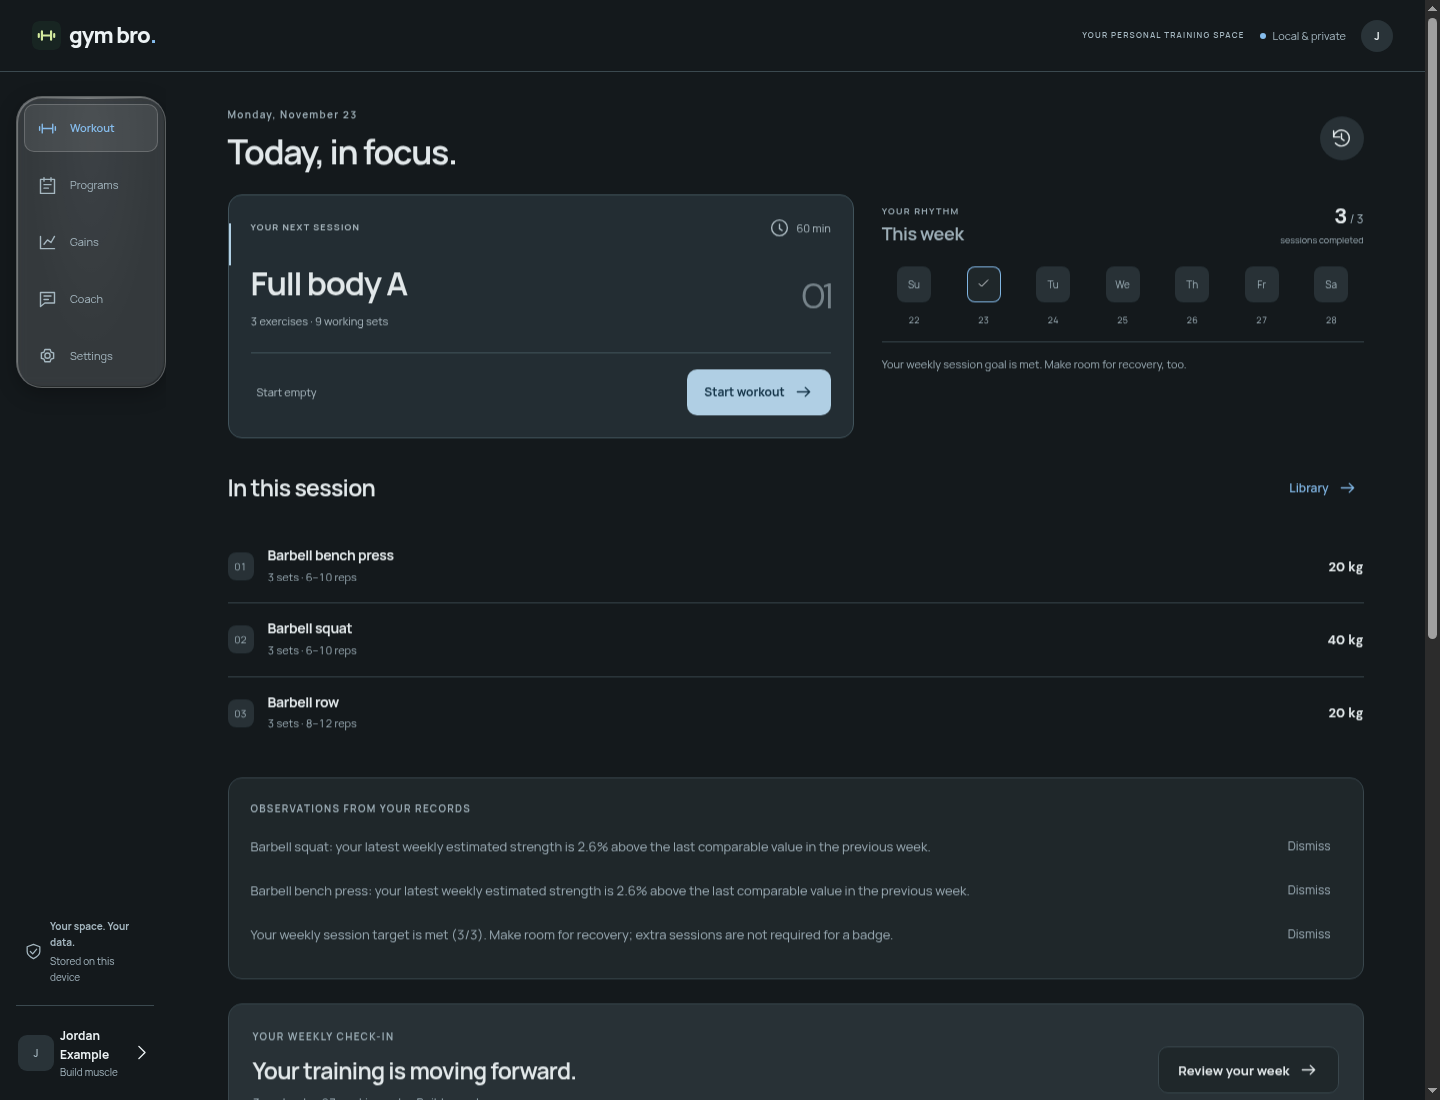 gym bro.
YOUR PERSONAL TRAINING SPACE
Local & private
J
Workout
Programs
Gains
Coach
Settings
Your space. Your
data.
Stored on this
device
J
Jordan
Example
Build muscle
Monday, November 23
Today, in focus.
YOUR NEXT SESSION
60 min
Full body A
3 exercises · 9 working sets
01
Start empty
Start workout
YOUR RHYTHM
This week
3 / 3
sessions completed
Su Tu We Th Fr Sa
22 23 24 25 26 27 28
Your weekly session goal is met. Make room for recovery, too.
In this session
Library
01
Barbell bench press
3 sets · 6–10 reps
20 kg
02
Barbell squat
3 sets · 6–10 reps
40 kg
03
Barbell row
3 sets · 8–12 reps
20 kg
OBSERVATIONS FROM YOUR RECORDS
Barbell squat: your latest weekly estimated strength is 2.6% above the last comparable value in the previous week.
Dismiss
Barbell bench press: your latest weekly estimated strength is 2.6% above the last comparable value in the previous week.
Dismiss
Your weekly session target is met (3/3). Make room for recovery; extra sessions are not required for a badge.
Dismiss
YOUR WEEKLY CHECK-IN
Your training is moving forward.
Review your week